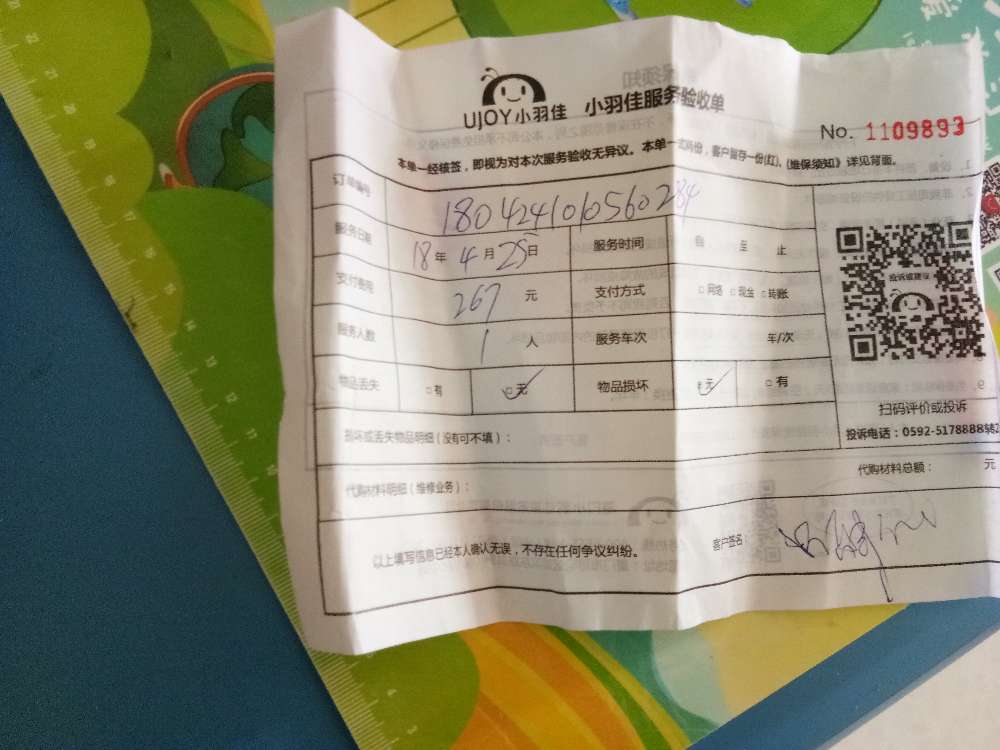 UJOY小羽佳 小羽佳服务验收单
No. 1109893
本单一经核签，即视为对本次服务验收无异议。本单一式两份，客户留存一份(红)，《维保须知》详见背面。
订单编号 1804241010560284
服务日期 18年 4月 25日 服务时间 自 至 止
支付费用 267 元 支付方式 □网络 □现金 □转账
服务人数 1 人 服务车次 车/次
物品丢失 □有 □无 物品损坏 □无 □有
投诉或建议
扫码评价或投诉
损坏或丢失物品明细（没有可不填）：
代购材料明细（维修业务）： 代购材料总额： 元
以上填写信息已经本人确认无误，不存在任何争议纠纷。 客户签名：